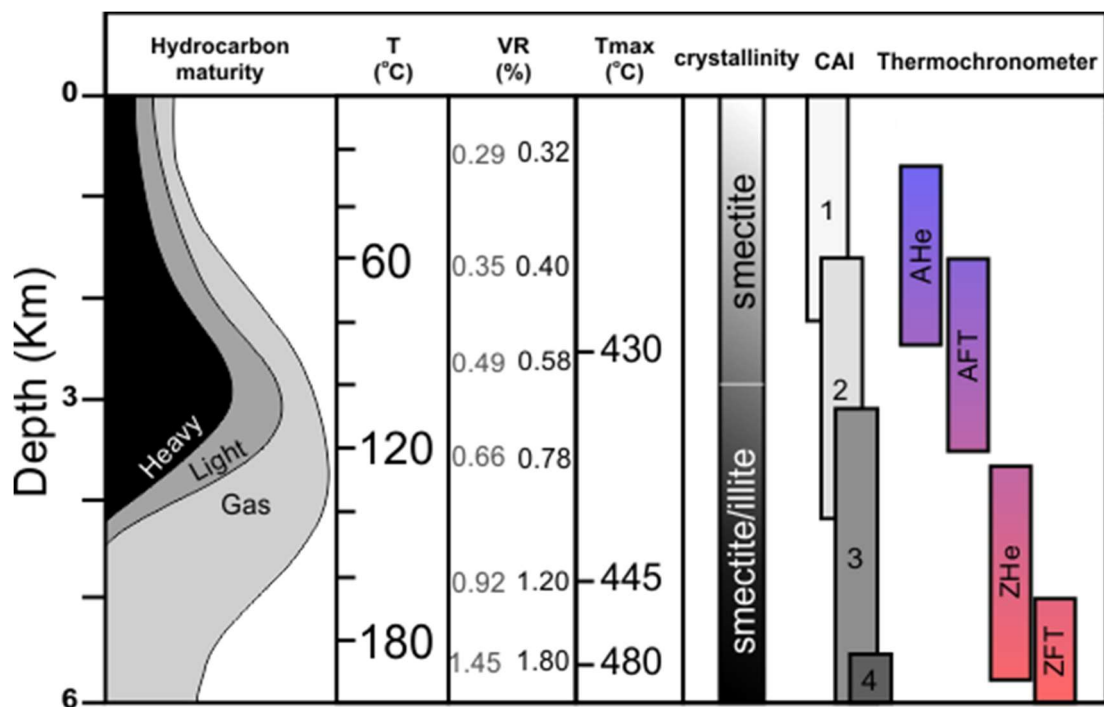 Hydrocarbon
maturity
T
(°C)
VR
(%)
Tmax
(°C)
crystallinity
CAI
Thermochronometer
Depth (Km)
0
3
6
Heavy
Light
Gas
60
120
180
0.29 0.32
0.35 0.40
0.49 0.58
0.66 0.78
0.92 1.20
1.45 1.80
430
445
480
smectite
smectite/illite
1
2
3
4
AHe
AFT
ZHe
ZFT